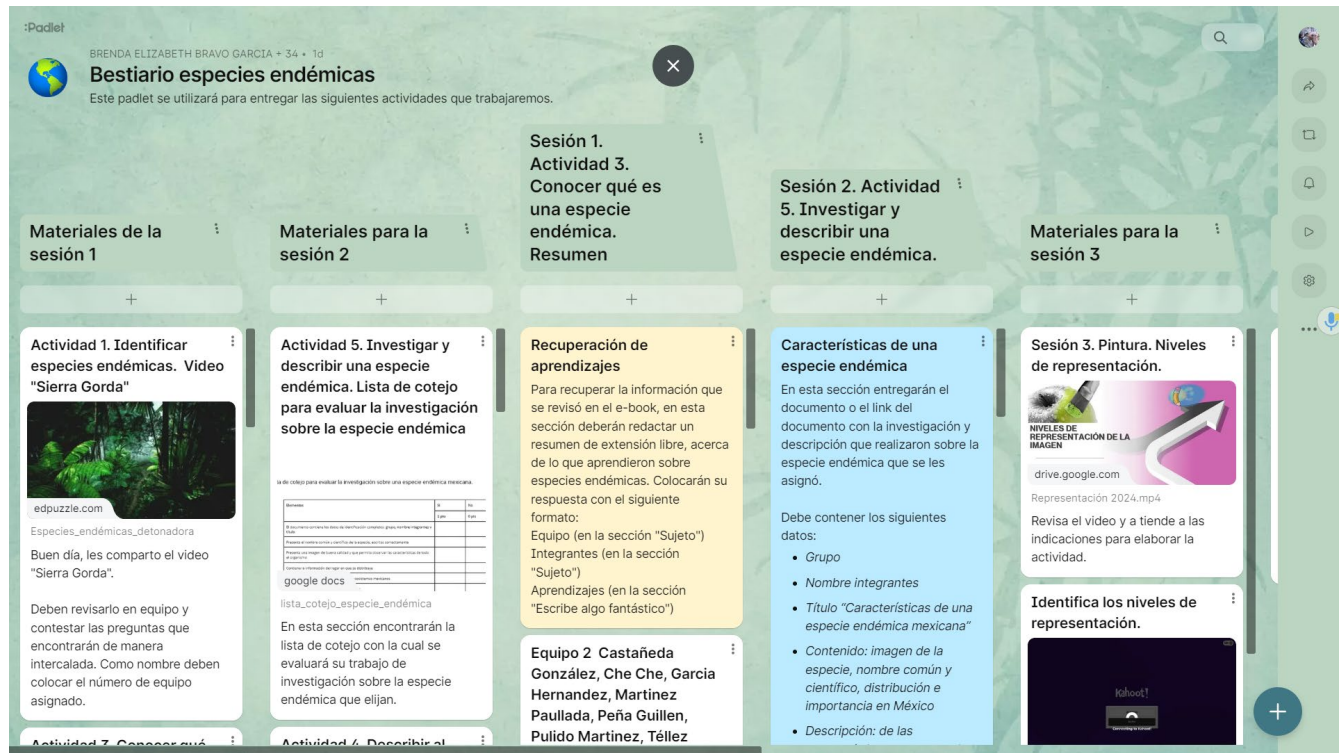 :Padlet
BRENDA ELIZABETH BRAVO GARCIA + 34 • 1d
Bestiario especies endémicas
Este padlet se utilizará para entregar las siguientes actividades que trabajaremos.
Materiales de la
sesión 1
Actividad 1. Identificar
especies endémicas. Video
"Sierra Gorda"
edpuzzle.com
Especies_endémicas_detonadora
Buen día, les comparto el video
"Sierra Gorda".
Deben revisarlo en equipo y
contestar las preguntas que
encontrarán de manera
intercalada. Como nombre deben
colocar el número de equipo
asignado.
Materiales para la
sesión 2
Actividad 5. Investigar y
describir una especie
endémica. Lista de cotejo
para evaluar la investigación
sobre la especie endémica
la de cotejo para evaluar la investigación sobre una especie endémica mexicana.
google docs
lista_cotejo_especie_endémica
En esta sección encontrarán la
lista de cotejo con la cual se
evaluará su trabajo de
investigación sobre la especie
endémica que elijan.
Sesión 1.
Actividad 3.
Conocer qué es
una especie
endémica.
Resumen
Recuperación de
aprendizajes
Para recuperar la información que
se revisó en el e-book, en esta
sección deberán redactar un
resumen de extensión libre, acerca
de lo que aprendieron sobre
especies endémicas. Colocarán su
respuesta con el siguiente
formato:
Equipo (en la sección "Sujeto")
Integrantes (en la sección
"Sujeto")
Aprendizajes (en la sección
"Escribe algo fantástico")
Equipo 2 Castañeda
González, Che Che, Garcia
Hernandez, Martinez
Paullada, Peña Guillen,
Pulido Martinez, Téllez
Sesión 2. Actividad
5. Investigar y
describir una
especie endémica.
Características de una
especie endémica
En esta sección entregarán el
documento o el link del
documento con la investigación y
descripción que realizaron sobre la
especie endémica que se les
asignó.
Debe contener los siguientes
datos:
• Grupo
• Nombre integrantes
• Título “Características de una
especie endémica mexicana”
• Contenido: imagen de la
especie, nombre común y
científico, distribución e
importancia en México
• Descripción: de las
Materiales para la
sesión 3
Sesión 3. Pintura. Niveles
de representación.
NIVELES DE
REPRESENTACIÓN DE LA
IMAGEN
drive.google.com
Representación 2024.mp4
Revisa el video y a tiende a las
indicaciones para elaborar la
actividad.
Identifica los niveles de
representación.
Kahoot!